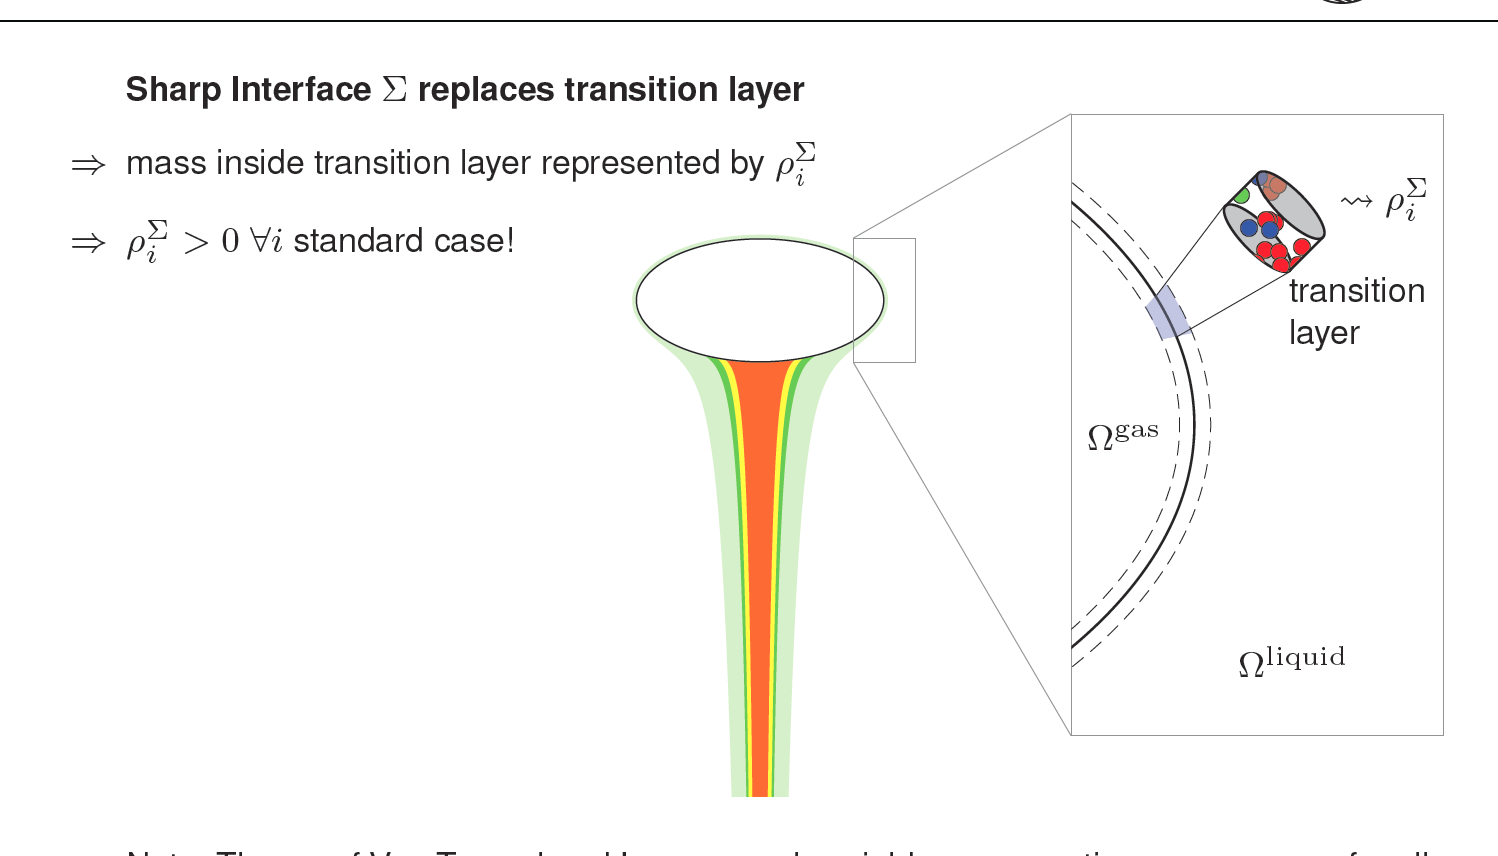 Sharp Interface Σ replaces transition layer
⇒ mass inside transition layer represented by ρ_i^Σ
⇒ ρ_i^Σ > 0 ∀i standard case!
⇝ ρ_i^Σ
transition
layer
Ω^gas
Ω^liquid